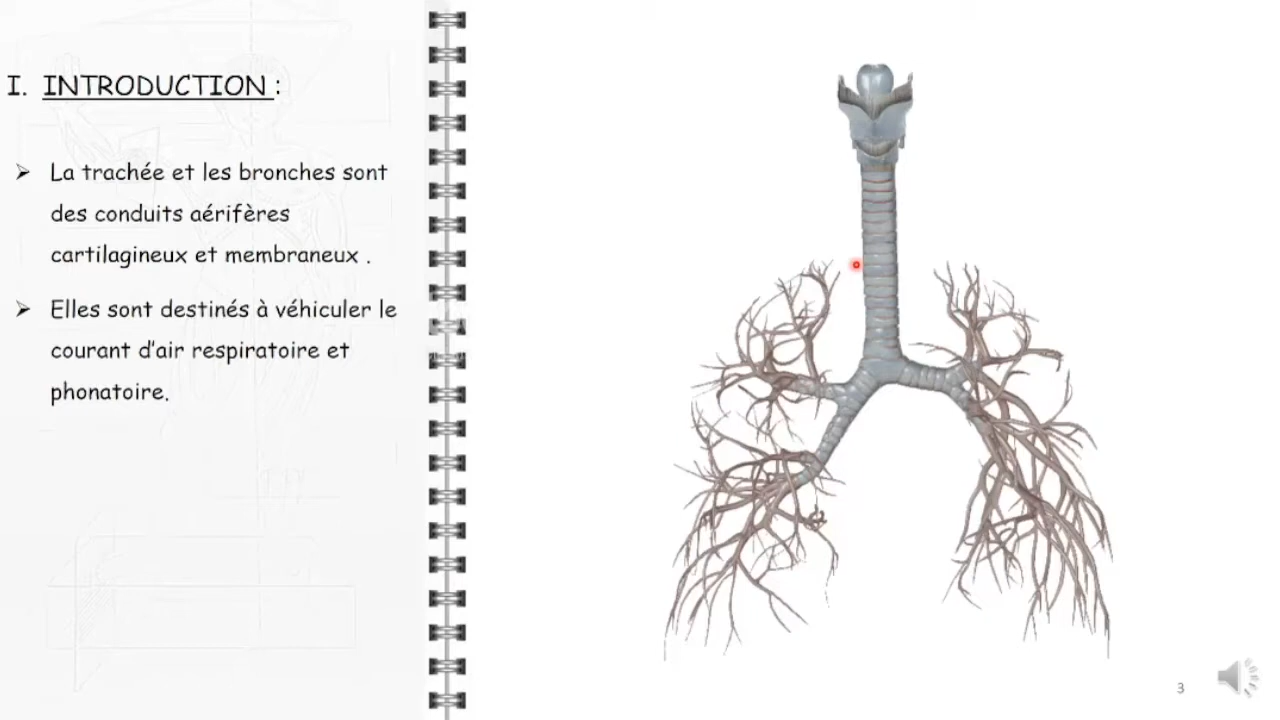 I. INTRODUCTION :
➢ La trachée et les bronches sont
des conduits aérifères
cartilagineux et membraneux .
➢ Elles sont destinés à véhiculer le
courant d’air respiratoire et
phonatoire.
3